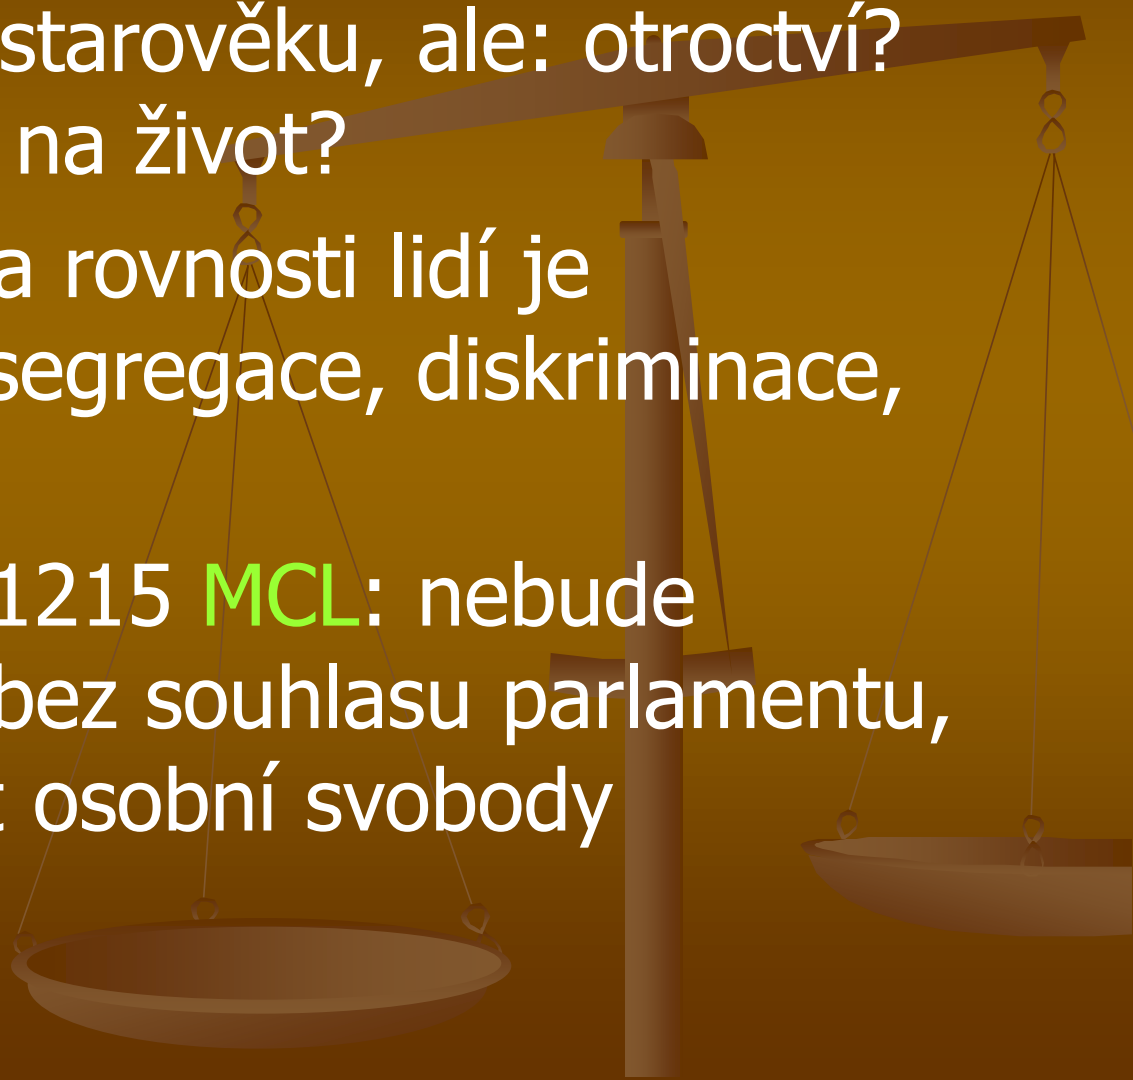 starověku, ale: otroctví?
na život?
a rovnosti lidí je
segregace, diskriminace,
1215 MCL: nebude
bez souhlasu parlamentu,
osobní svobody